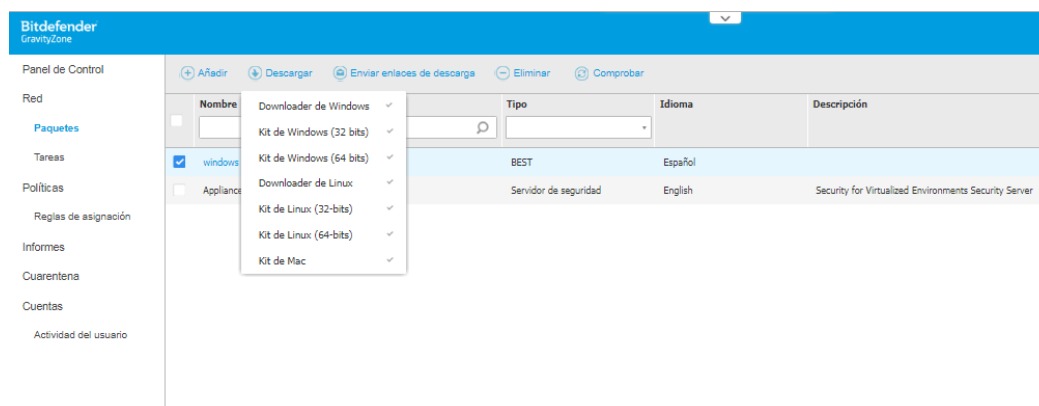 Bitdefender
GravityZone
Panel de Control
Red
Paquetes
Tareas
Políticas
Reglas de asignación
Informes
Cuarentena
Cuentas
Actividad del usuario
Añadir Descargar Enviar enlaces de descarga Eliminar Comprobar
Nombre Tipo Idioma Descripción
Downloader de Windows
Kit de Windows (32 bits)
Kit de Windows (64 bits)
Downloader de Linux
Kit de Linux (32-bits)
Kit de Linux (64-bits)
Kit de Mac
windows BEST Español
Appliance Servidor de seguridad English Security for Virtualized Environments Security Server